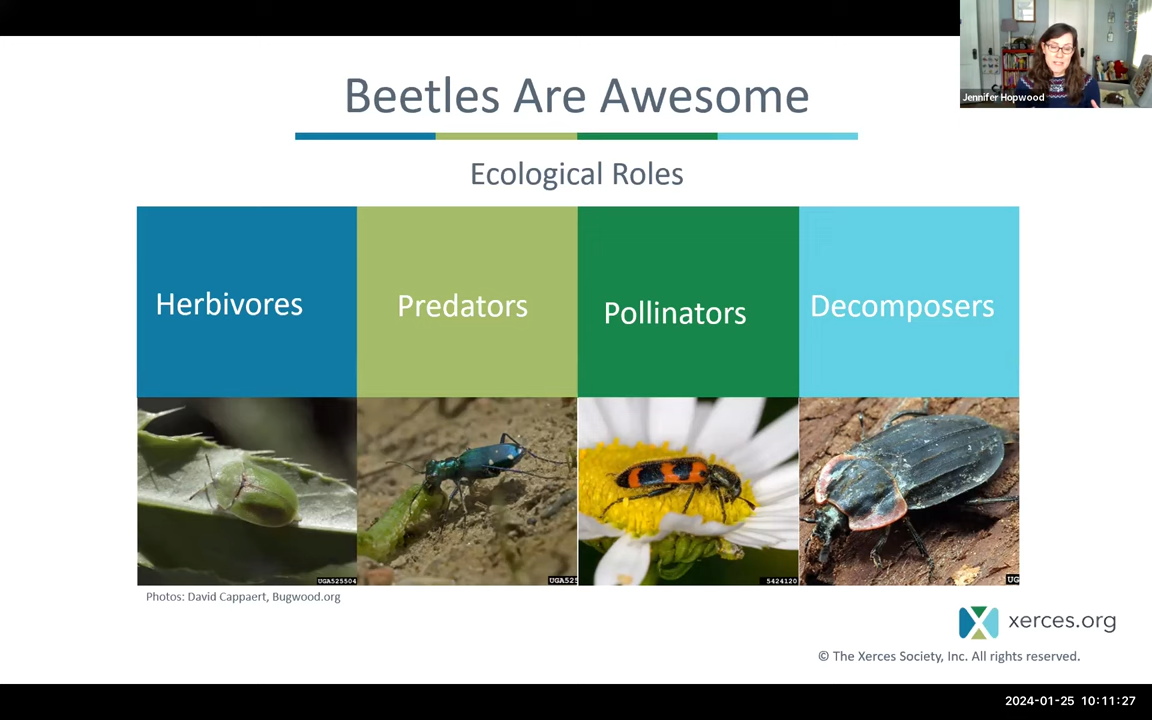 Beetles Are Awesome
Jennifer Hopwood
Ecological Roles
Herbivores
Predators
Pollinators
Decomposers
UGA525504
UGA525
5424120
UG
Photos: David Cappaert, Bugwood.org
xerces.org
© The Xerces Society, Inc. All rights reserved.
2024-01-25 10:11:27